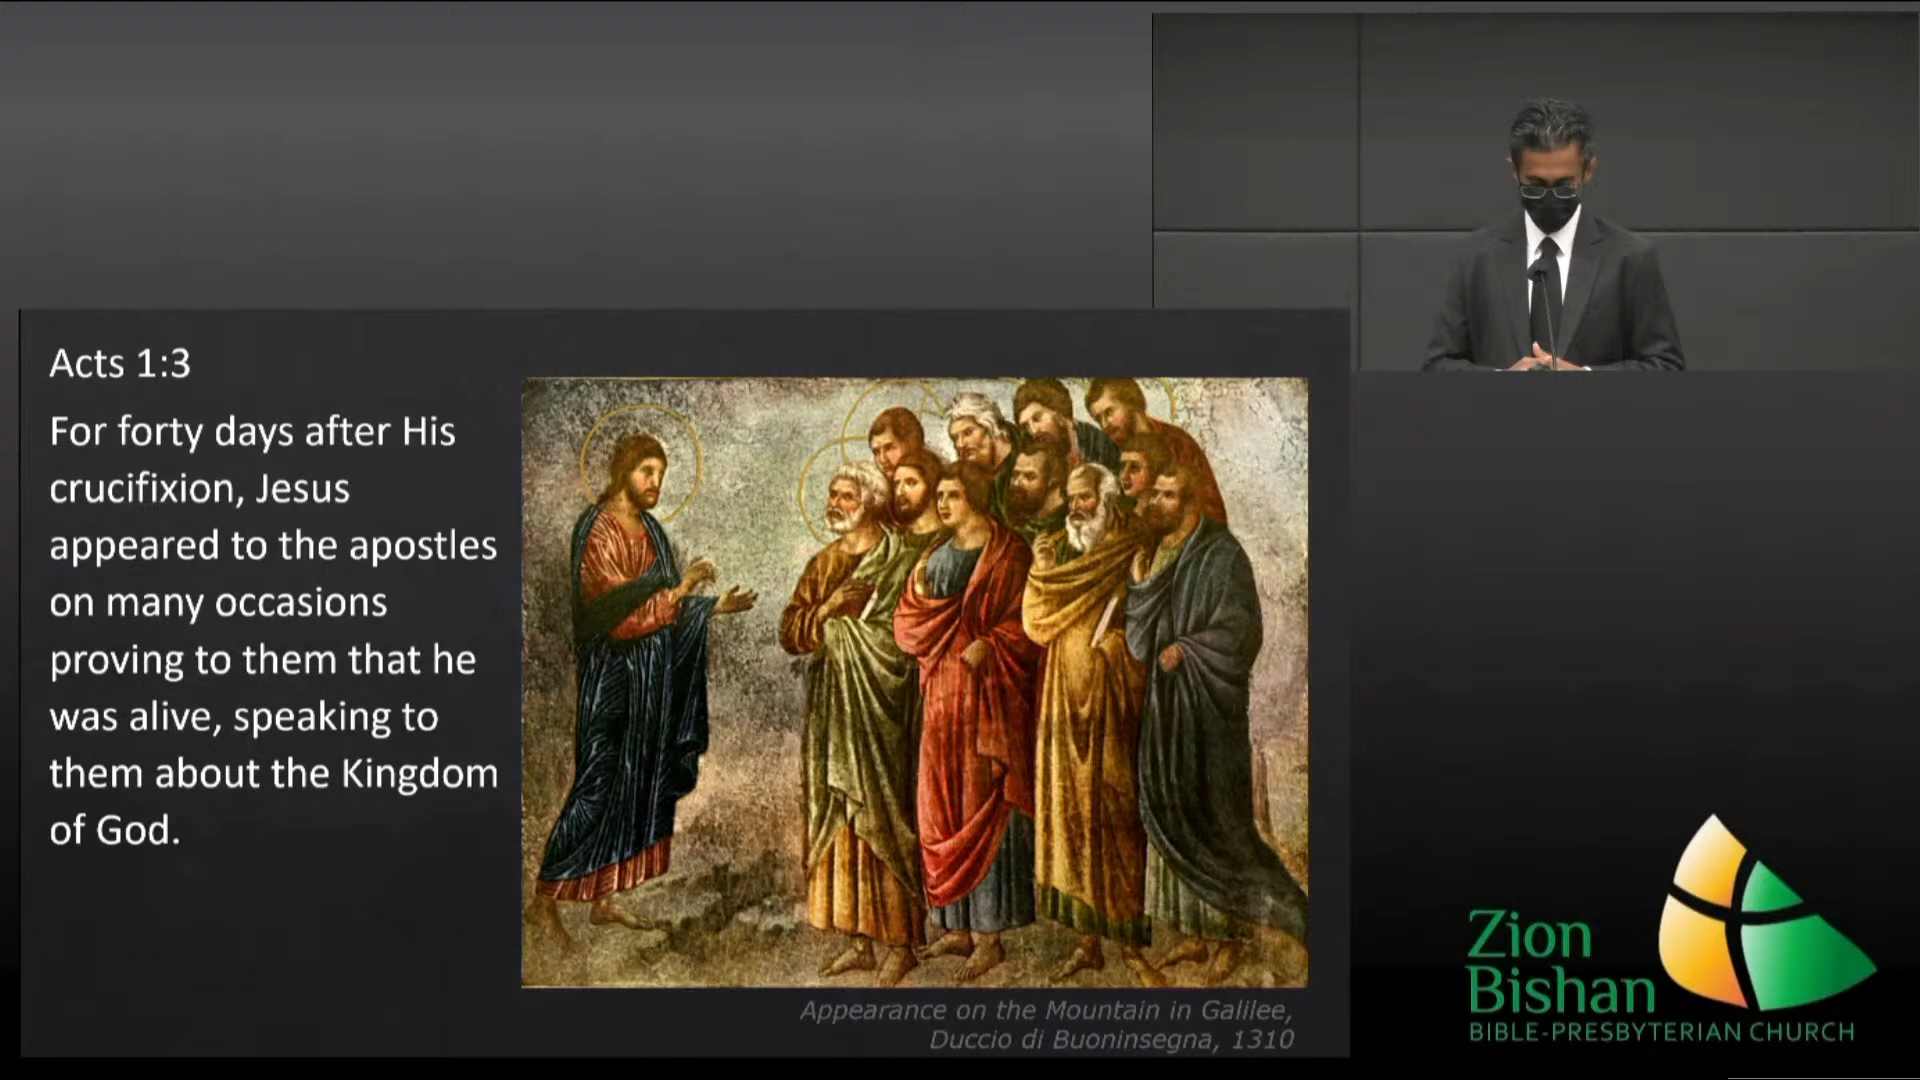 Acts 1:3
For forty days after His
crucifixion, Jesus
appeared to the apostles
on many occasions
proving to them that he
was alive, speaking to
them about the Kingdom
of God.
Appearance on the Mountain in Galilee,
Duccio di Buoninsegna, 1310
Zion
Bishan
BIBLE-PRESBYTERIAN CHURCH